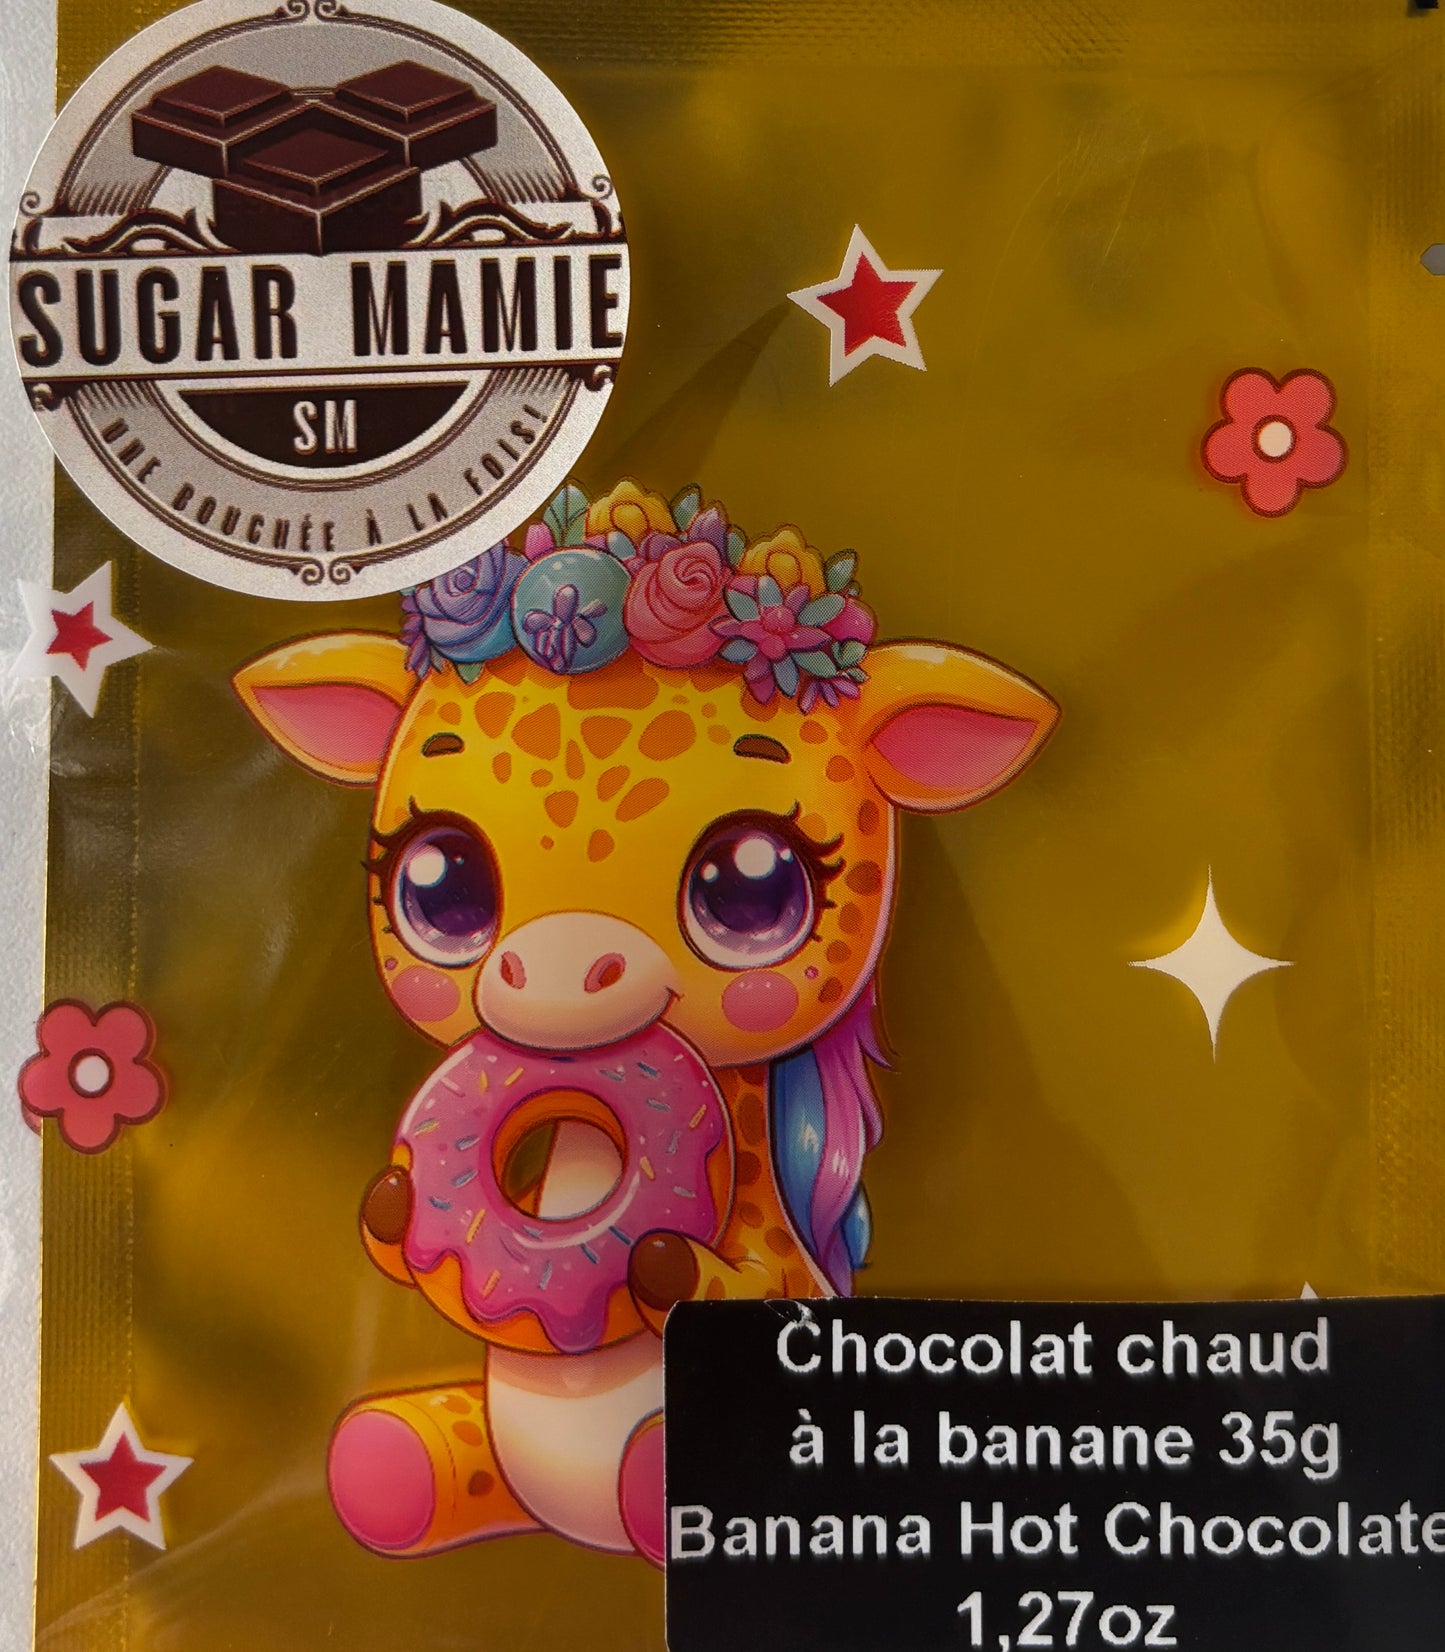 SUGAR MAMIE
SM
UNE BOUCHÉE À LA FOIS!
Chocolat chaud
à la banane 35g
Banana Hot Chocolate
1,27oz